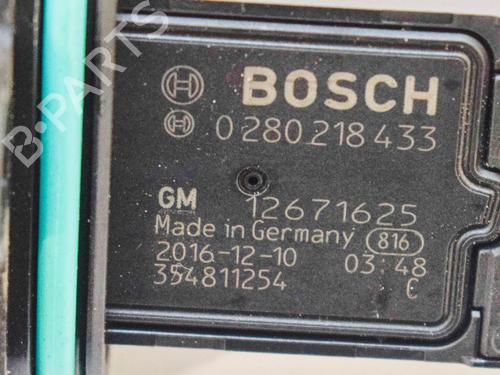 BOSCH
0 280 218 433
GM 12671625
Made in Germany 816
2016-12-10 03:48
354811254 C
B-PARTS